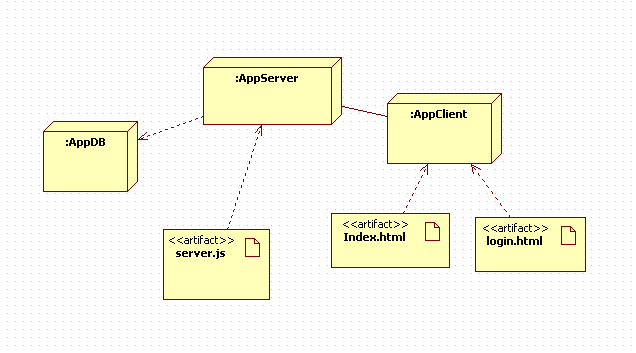 :AppServer
:AppClient
:AppDB
<<artifact>>
Index.html
<<artifact>>
login.html
<<artifact>>
server.js